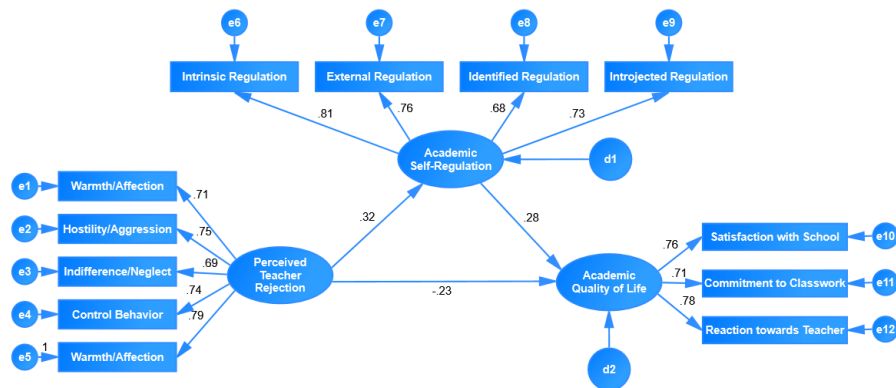 e6
e7
e8
e9
Intrinsic Regulation
External Regulation
Identified Regulation
Introjected Regulation
.81
.76
.68
.73
Academic
Self-Regulation
d1
e1
Warmth/Affection
.71
e2
Hostility/Aggression
.75
.32
.28
e3
Indifference/Neglect
.69
Perceived
Teacher
Rejection
-.23
Academic
Quality of Life
.76
Satisfaction with School
e10
.71
Commitment to Classwork
e11
.78
Reaction towards Teacher
e12
e4
Control Behavior
.74
e5
1
Warmth/Affection
.79
d2